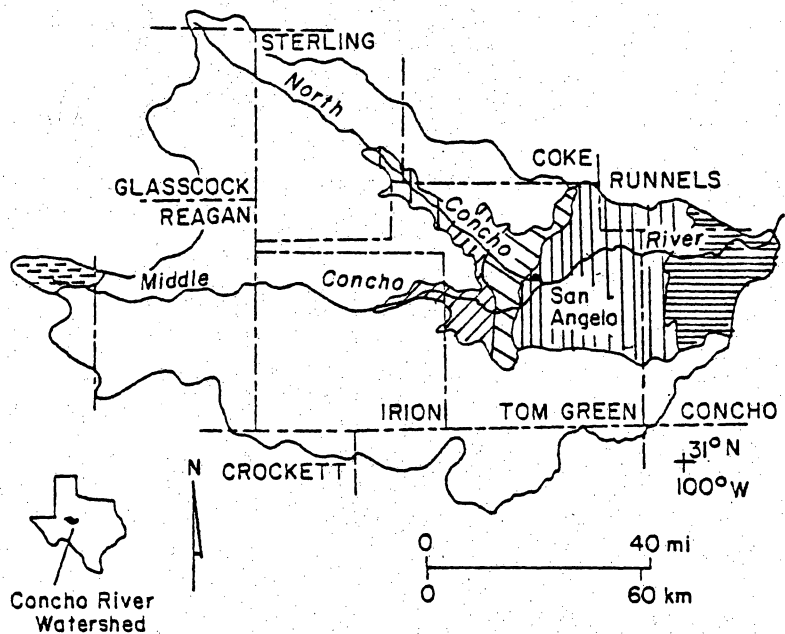 STERLING
North
COKE
RUNNELS
GLASSCOCK
REAGAN
Concho
River
Middle
Concho
San
Angelo
IRION
TOM GREEN
CONCHO
CROCKETT
31° N
100° W
N
0
40 mi
0
60 km
Concho River
Watershed